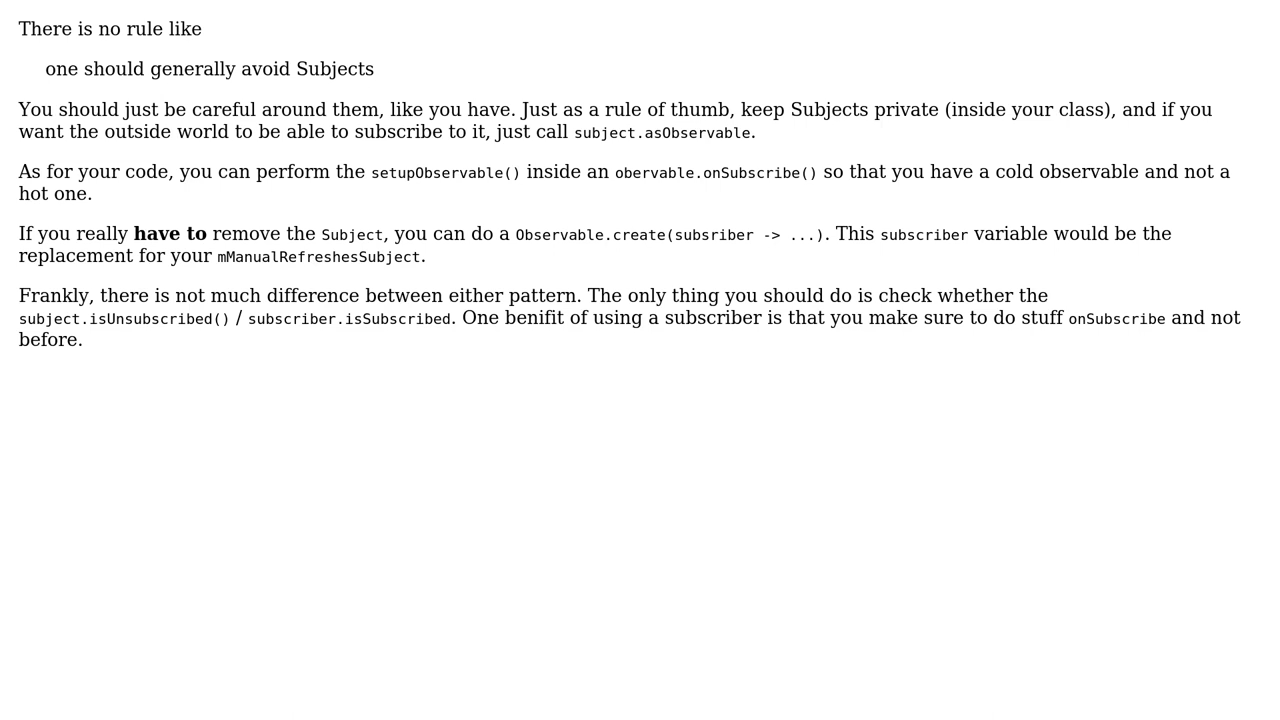 There is no rule like
one should generally avoid Subjects
You should just be careful around them, like you have. Just as a rule of thumb, keep Subjects private (inside your class), and if you
want the outside world to be able to subscribe to it, just call subject.asObservable.
As for your code, you can perform the setupObservable() inside an obervable.onSubscribe() so that you have a cold observable and not a
hot one.
If you really have to remove the Subject, you can do a Observable.create(subsriber -> ...). This subscriber variable would be the
replacement for your mManualRefreshesSubject.
Frankly, there is not much difference between either pattern. The only thing you should do is check whether the
subject.isUnsubscribed() / subscriber.isSubscribed. One benifit of using a subscriber is that you make sure to do stuff onSubscribe and not
before.